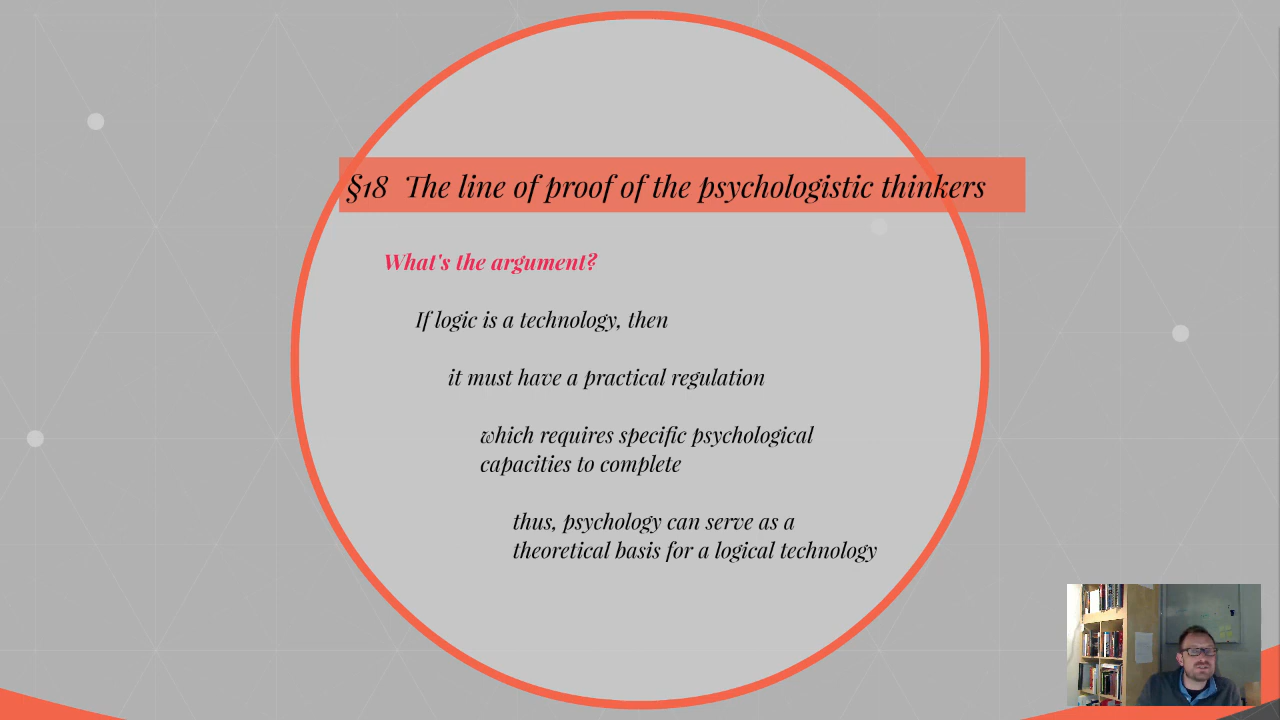 §18 The line of proof of the psychologistic thinkers
What's the argument?
If logic is a technology, then
it must have a practical regulation
which requires specific psychological
capacities to complete
thus, psychology can serve as a
theoretical basis for a logical technology